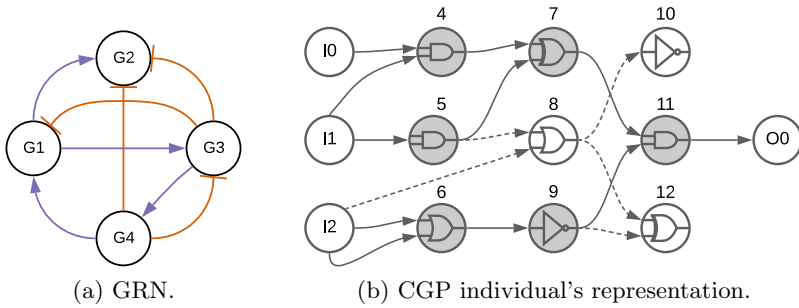 G2
G1
G3
G4
(a) GRN.
4
7
10
I0
5
8
11
I1
O0
6
9
12
I2
(b) CGP individual's representation.